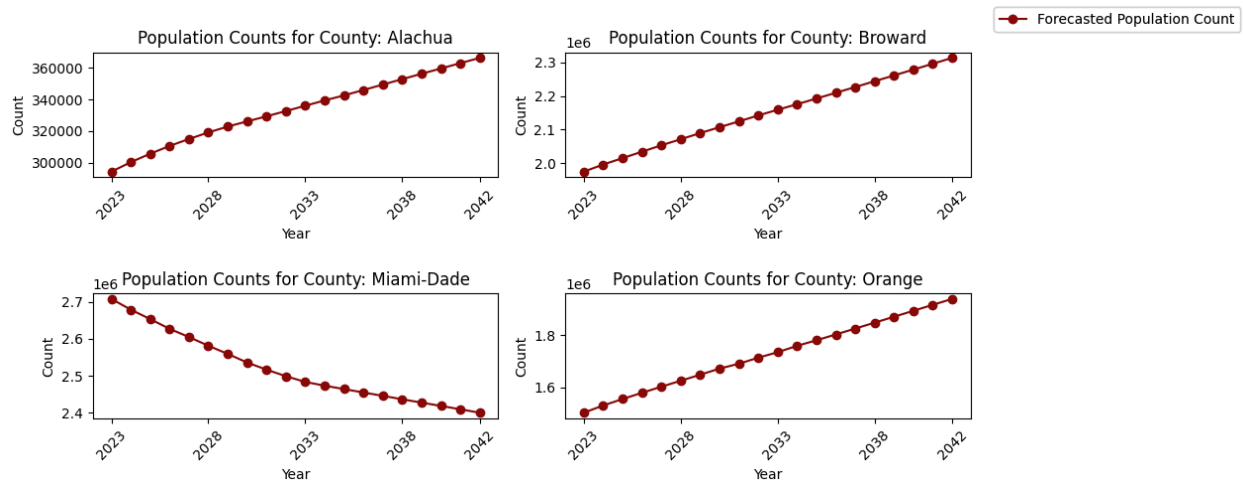 Forecasted Population Count
Population Counts for County: Alachua
360000
340000
320000
300000
Count
2023
2028
2033
2038
2042
Year
Population Counts for County: Broward
1e6
2.3
2.2
2.1
2.0
Count
2023
2028
2033
2038
2042
Year
Population Counts for County: Miami-Dade
1e6
2.7
2.6
2.5
2.4
Count
2023
2028
2033
2038
2042
Year
Population Counts for County: Orange
1e6
1.8
1.6
Count
2023
2028
2033
2038
2042
Year